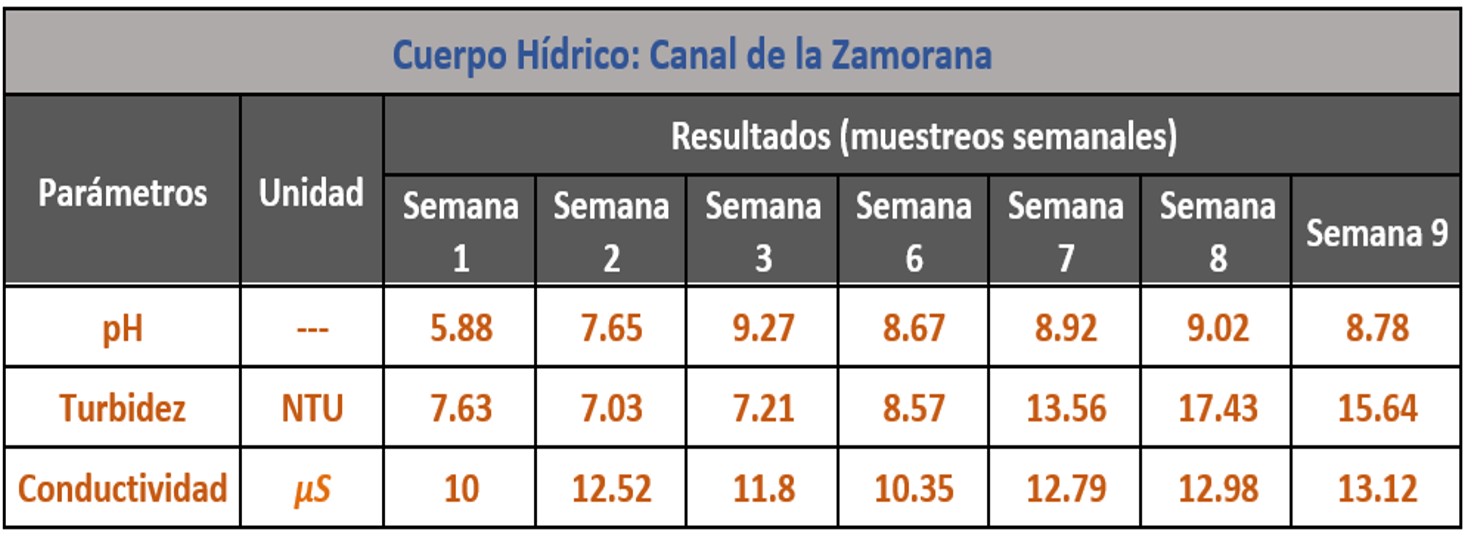 Cuerpo Hídrico: Canal de la Zamorana
Parámetros Unidad Resultados (muestreos semanales)
Semana 1 Semana 2 Semana 3 Semana 6 Semana 7 Semana 8 Semana 9
pH --- 5.88 7.65 9.27 8.67 8.92 9.02 8.78
Turbidez NTU 7.63 7.03 7.21 8.57 13.56 17.43 15.64
Conductividad µS 10 12.52 11.8 10.35 12.79 12.98 13.12